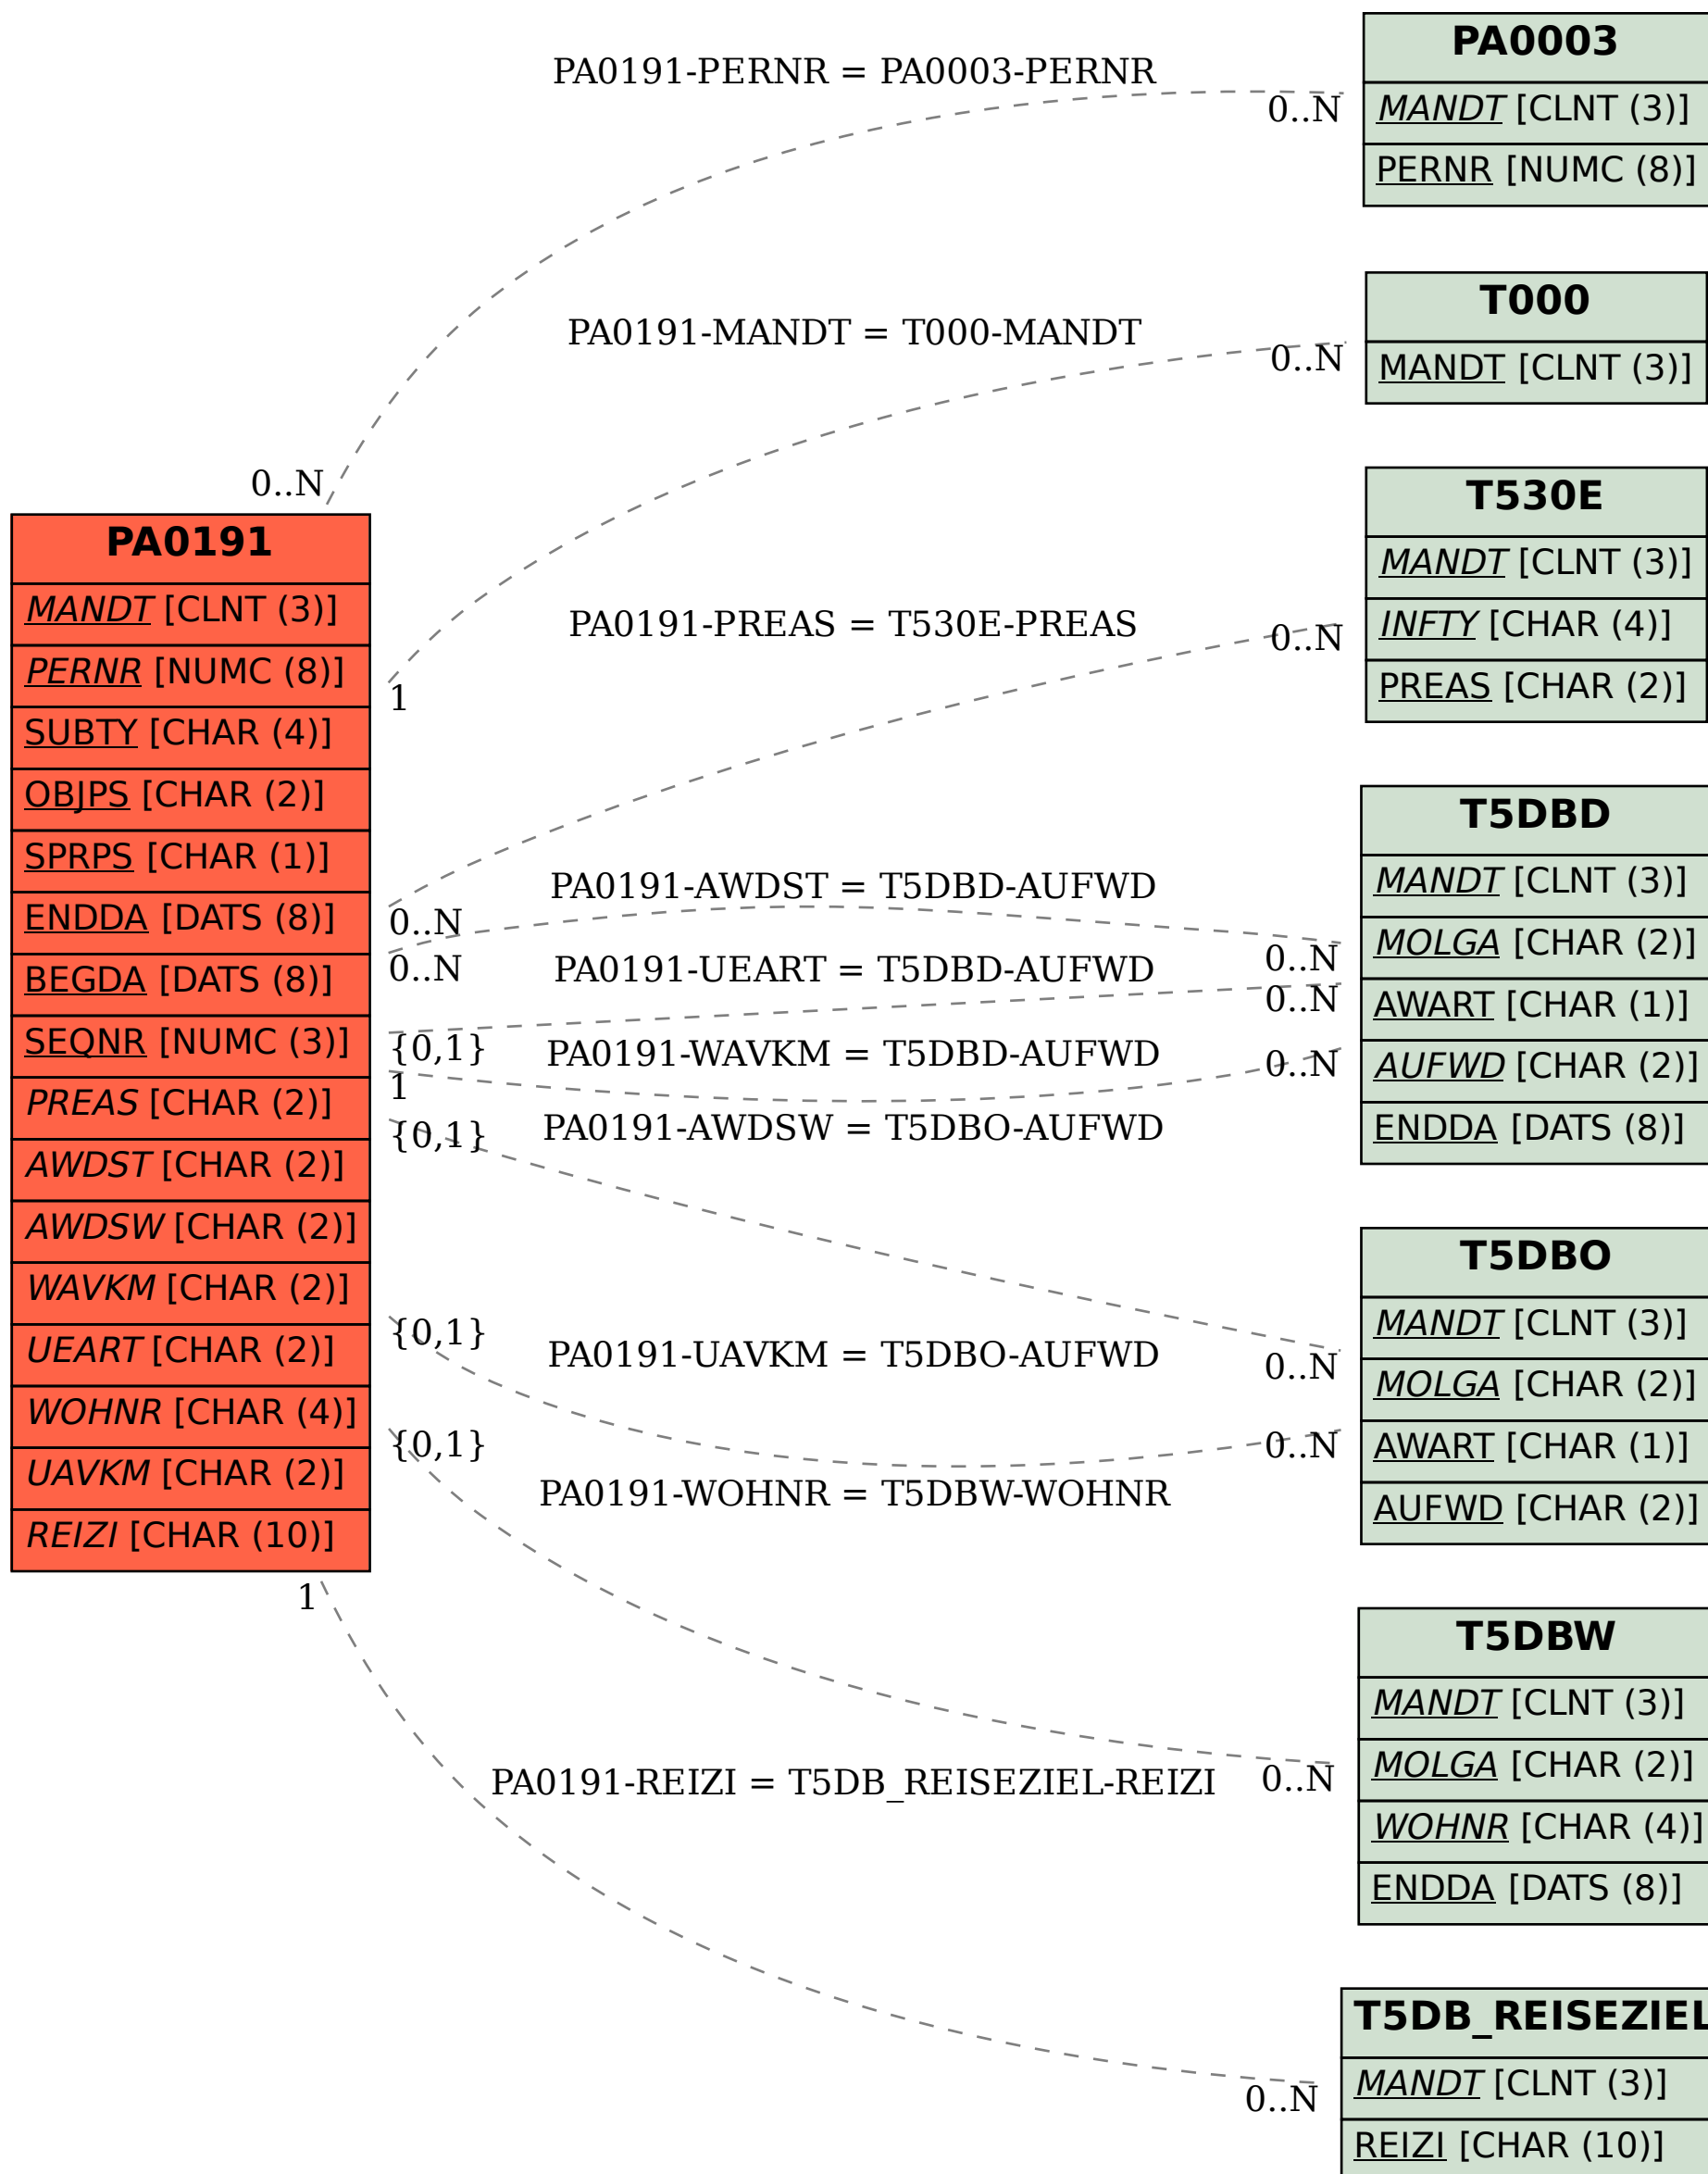 PA0003
PA0191-PERNR = PA0003-PERNR
0..N
MANDT [CLNT (3)]
PERNR [NUMC (8)]
T000
PA0191-MANDT = T000-MANDT
0..N
MANDT [CLNT (3)]
0..N
T530E
PA0191
MANDT [CLNT (3)]
MANDT [CLNT (3)]
PA0191-PREAS = T530E-PREAS
0..N
INFTY [CHAR (4)]
PERNR [NUMC (8)]
1
PREAS [CHAR (2)]
SUBTY [CHAR (4)]
OBJPS [CHAR (2)]
T5DBD
SPRPS [CHAR (1)]
PA0191-AWDST = T5DBD-AUFWD
MANDT [CLNT (3)]
ENDDA [DATS (8)]
0..N
MOLGA [CHAR (2)]
0..N
BEGDA [DATS (8)]
0..N
PA0191-UEART = T5DBD-AUFWD
0..N
AWART [CHAR (1)]
SEQNR [NUMC (3)]
{0,1}
PA0191-WAVKM = T5DBD-AUFWD
0..N
AUFWD [CHAR (2)]
1
PREAS [CHAR (2)]
{0,1}
PA0191-AWDSW = T5DBO-AUFWD
ENDDA [DATS (8)]
AWDST [CHAR (2)]
AWDSW [CHAR (2)]
T5DBO
WAVKM [CHAR (2)]
MANDT [CLNT (3)]
UEART [CHAR (2)]
{0,1}
PA0191-UAVKM = T5DBO-AUFWD
0..N
MOLGA [CHAR (2)]
WOHNR [CHAR (4)]
{0,1}
0..N
AWART [CHAR (1)]
UAVKM [CHAR (2)]
PA0191-WOHNR = T5DBW-WOHNR
AUFWD [CHAR (2)]
REIZI [CHAR (10)]
1
T5DBW
MANDT [CLNT (3)]
PA0191-REIZI = T5DB_REISEZIEL-REIZI
0..N
MOLGA [CHAR (2)]
WOHNR [CHAR (4)]
ENDDA [DATS (8)]
T5DB_REISEZIEL
MANDT [CLNT (3)]
0..N
REIZI [CHAR (10)]